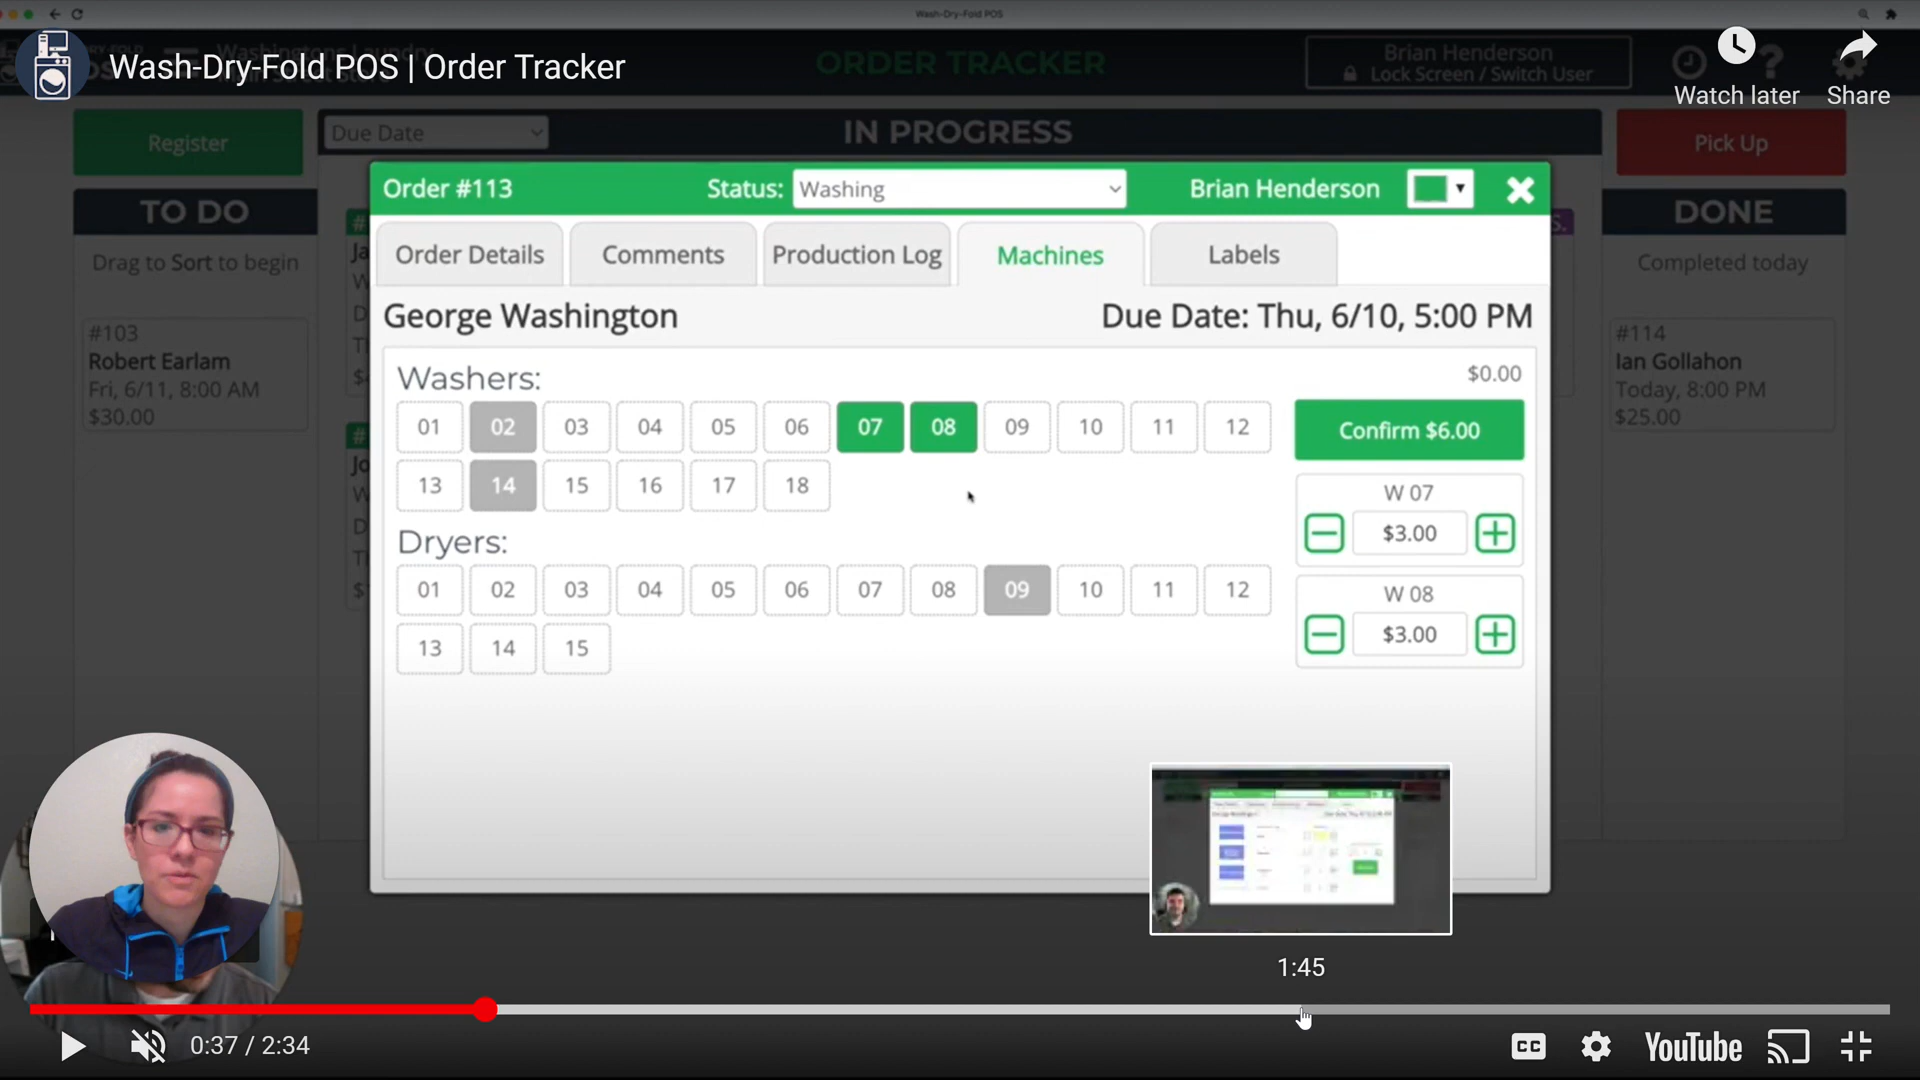 Wash-Dry-Fold POS
Wash-Dry-Fold POS | Order Tracker
ORDER TRACKER
Brian Henderson
Lock Screen / Switch User
Watch later
Share
Register
Due Date
IN PROGRESS
Pick Up
TO DO
Drag to Sort to begin
#103
Robert Earlam
Fri, 6/11, 8:00 AM
$30.00
DONE
Completed today
#114
Ian Gollahon
Today, 8:00 PM
$25.00
Order #113
Status:
Washing
Brian Henderson
Order Details
Comments
Production Log
Machines
Labels
George Washington
Due Date: Thu, 6/10, 5:00 PM
Washers:
01 02 03 04 05 06 07 08 09 10 11 12
13 14 15 16 17 18
Dryers:
01 02 03 04 05 06 07 08 09 10 11 12
13 14 15
$0.00
Confirm $6.00
W 07
$3.00
W 08
$3.00
1:45
0:37 / 2:34
CC
YouTube